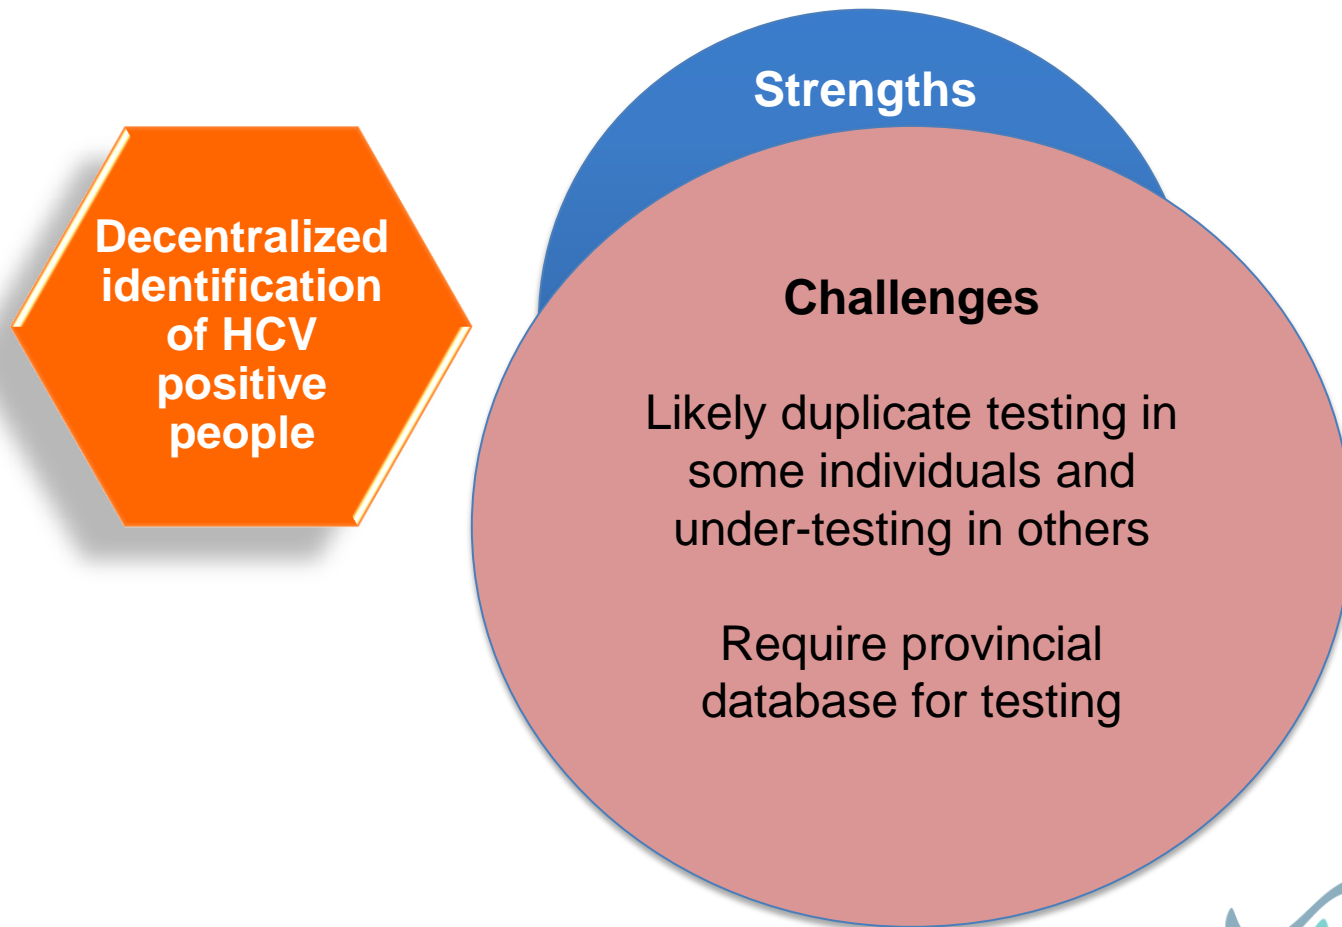 Decentralized
identification
of HCV
positive
people
Strengths
Challenges
Likely duplicate testing in
some individuals and
under-testing in others
Require provincial
database for testing